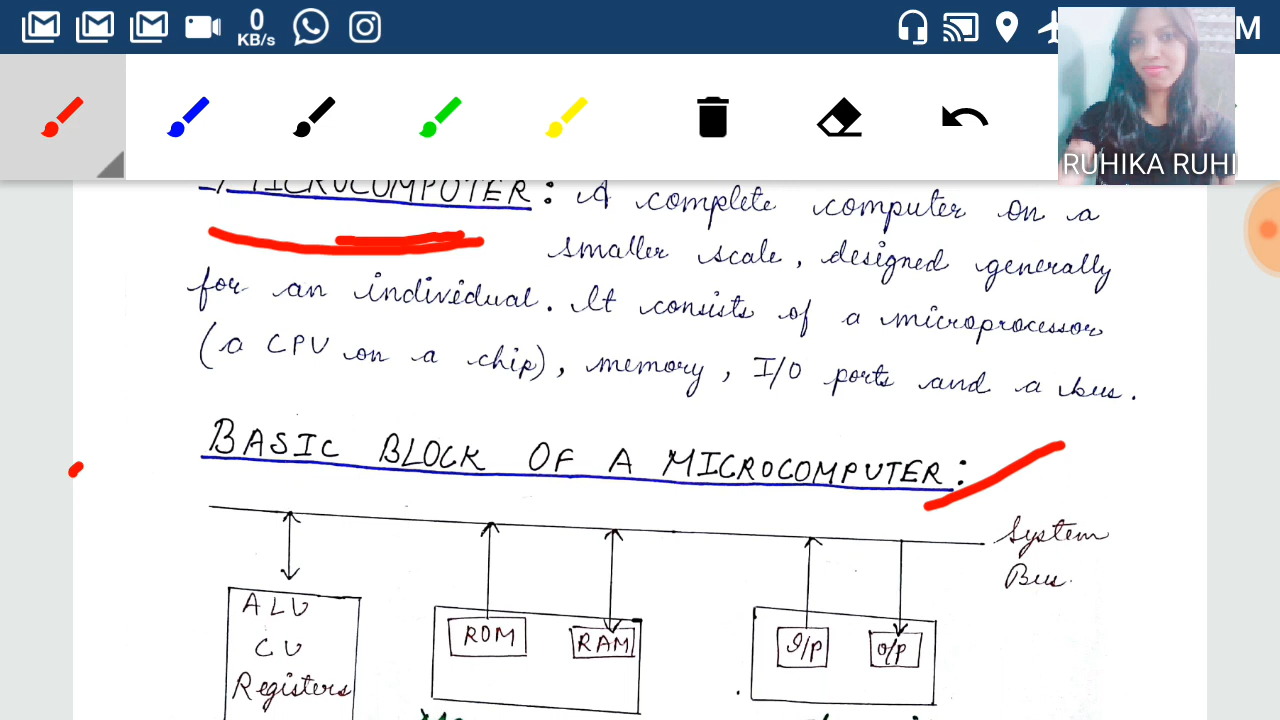 0
KB/s
M
RUHIKA RUHI
MICROCOMPUTER: A complete computer on a
smaller scale, designed generally
for an individual. It consists of a microprocessor
(a CPU on a chip), memory, I/O ports and a bus.
BASIC BLOCK OF A MICROCOMPUTER:
System
Bus.
ALU
CU
Registers
ROM
RAM
I/P
O/P